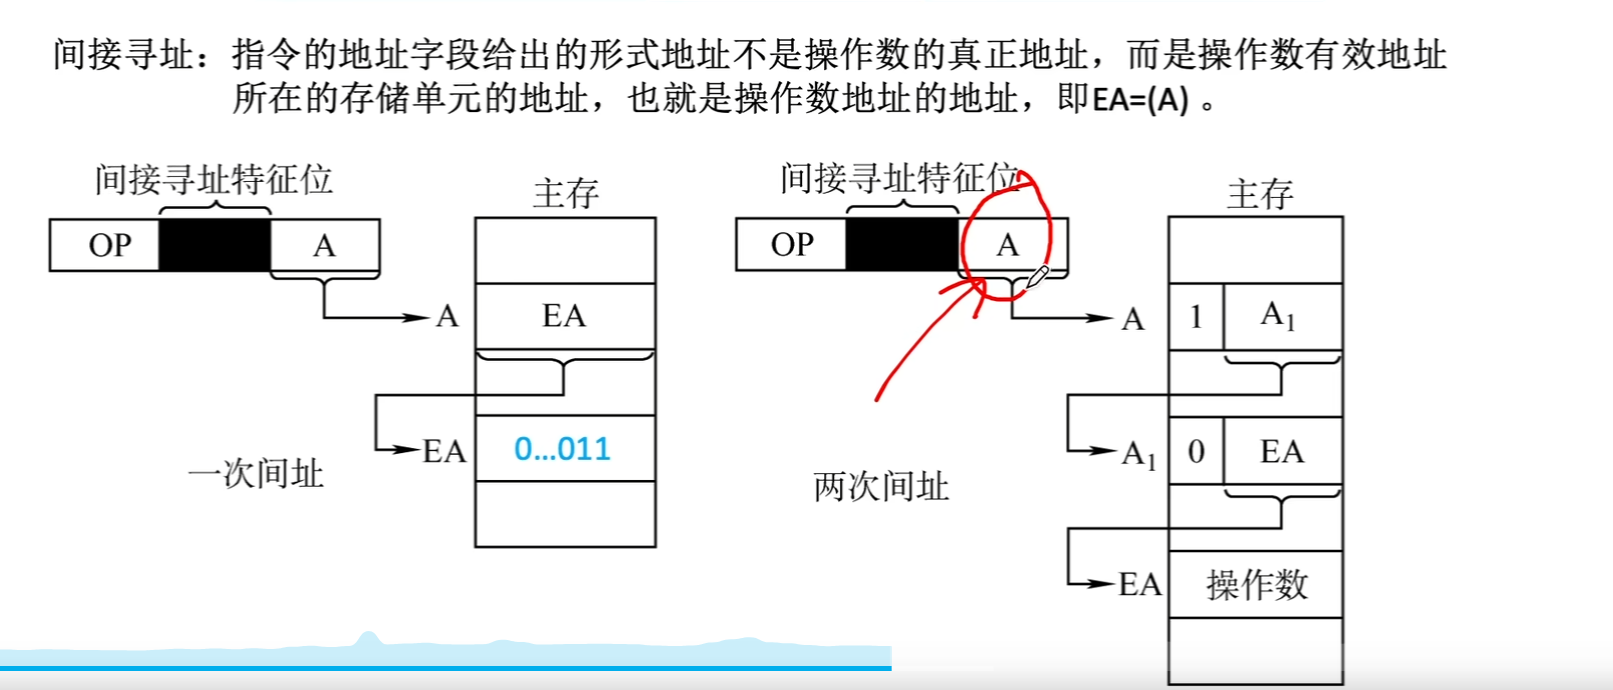 间接寻址：指令的地址字段给出的形式地址不是操作数的真正地址，而是操作数有效地址
所在的存储单元的地址，也就是操作数地址的地址，即EA=(A) 。
间接寻址特征位
主存
OP
A
A
EA
EA
0...011
一次间址
间接寻址特征位
主存
OP
A
A
1
A₁
A₁
0
EA
EA
操作数
两次间址